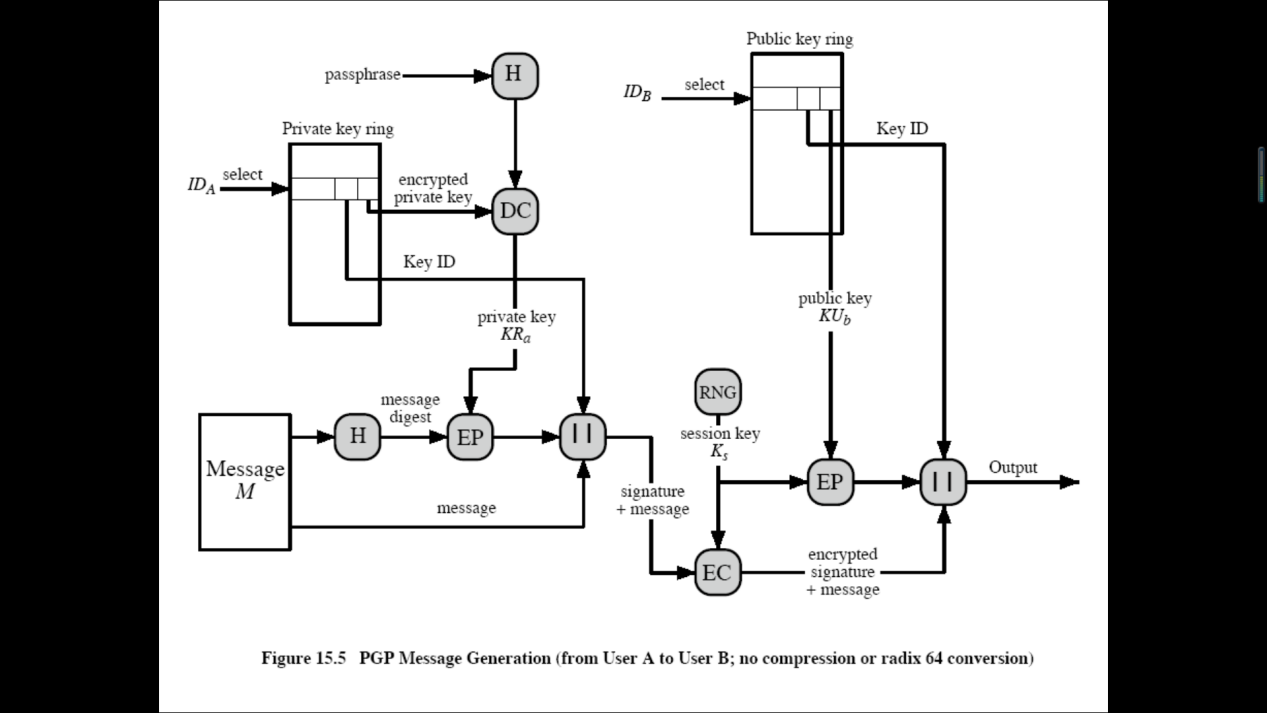 Public key ring
passphrase
H
ID_B
select
Key ID
Private key ring
ID_A
select
encrypted
private key
DC
Key ID
private key
KR_a
public key
KU_b
RNG
session key
K_s
Message
M
H
message
digest
EP
| |
message
signature
+ message
EP
| |
Output
EC
encrypted
signature
+ message
Figure 15.5 PGP Message Generation (from User A to User B; no compression or radix 64 conversion)